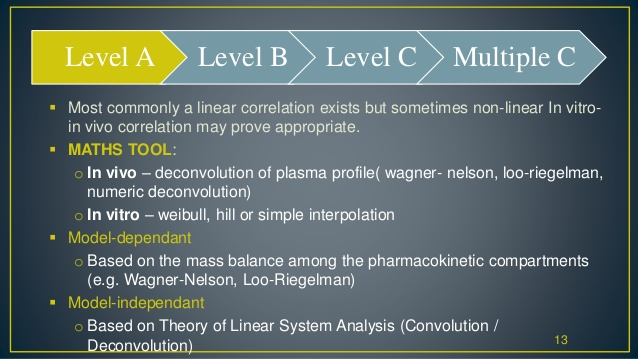 Level A Level B Level C Multiple C
▪ Most commonly a linear correlation exists but sometimes non-linear In vitro-
in vivo correlation may prove appropriate.
▪ MATHS TOOL:
o In vivo – deconvolution of plasma profile( wagner- nelson, loo-riegelman,
numeric deconvolution)
o In vitro – weibull, hill or simple interpolation
▪ Model-dependant
o Based on the mass balance among the pharmacokinetic compartments
(e.g. Wagner-Nelson, Loo-Riegelman)
▪ Model-independant
o Based on Theory of Linear System Analysis (Convolution /
Deconvolution)
13